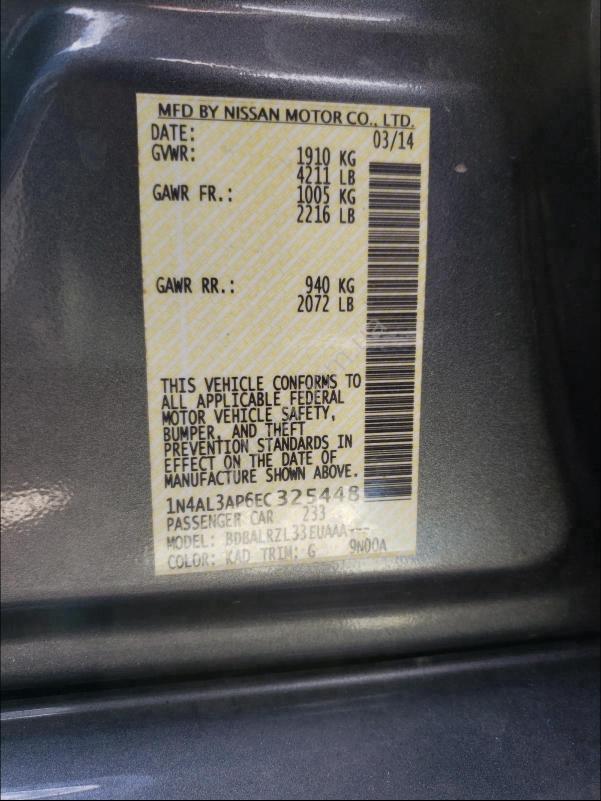 MFD BY NISSAN MOTOR CO., LTD.
DATE: 03/14
GVWR: 1910 KG
4211 LB
GAWR FR.: 1005 KG
2216 LB
GAWR RR.: 940 KG
2072 LB
THIS VEHICLE CONFORMS TO
ALL APPLICABLE FEDERAL
MOTOR VEHICLE SAFETY,
BUMPER, AND THEFT
PREVENTION STANDARDS IN
EFFECT ON THE DATE OF
MANUFACTURE SHOWN ABOVE.
1N4AL3AP6EC325448
PASSENGER CAR 233
MODEL: BDBALRZL33EUAAA---
COLOR: KAD TRIM: G 9N00A